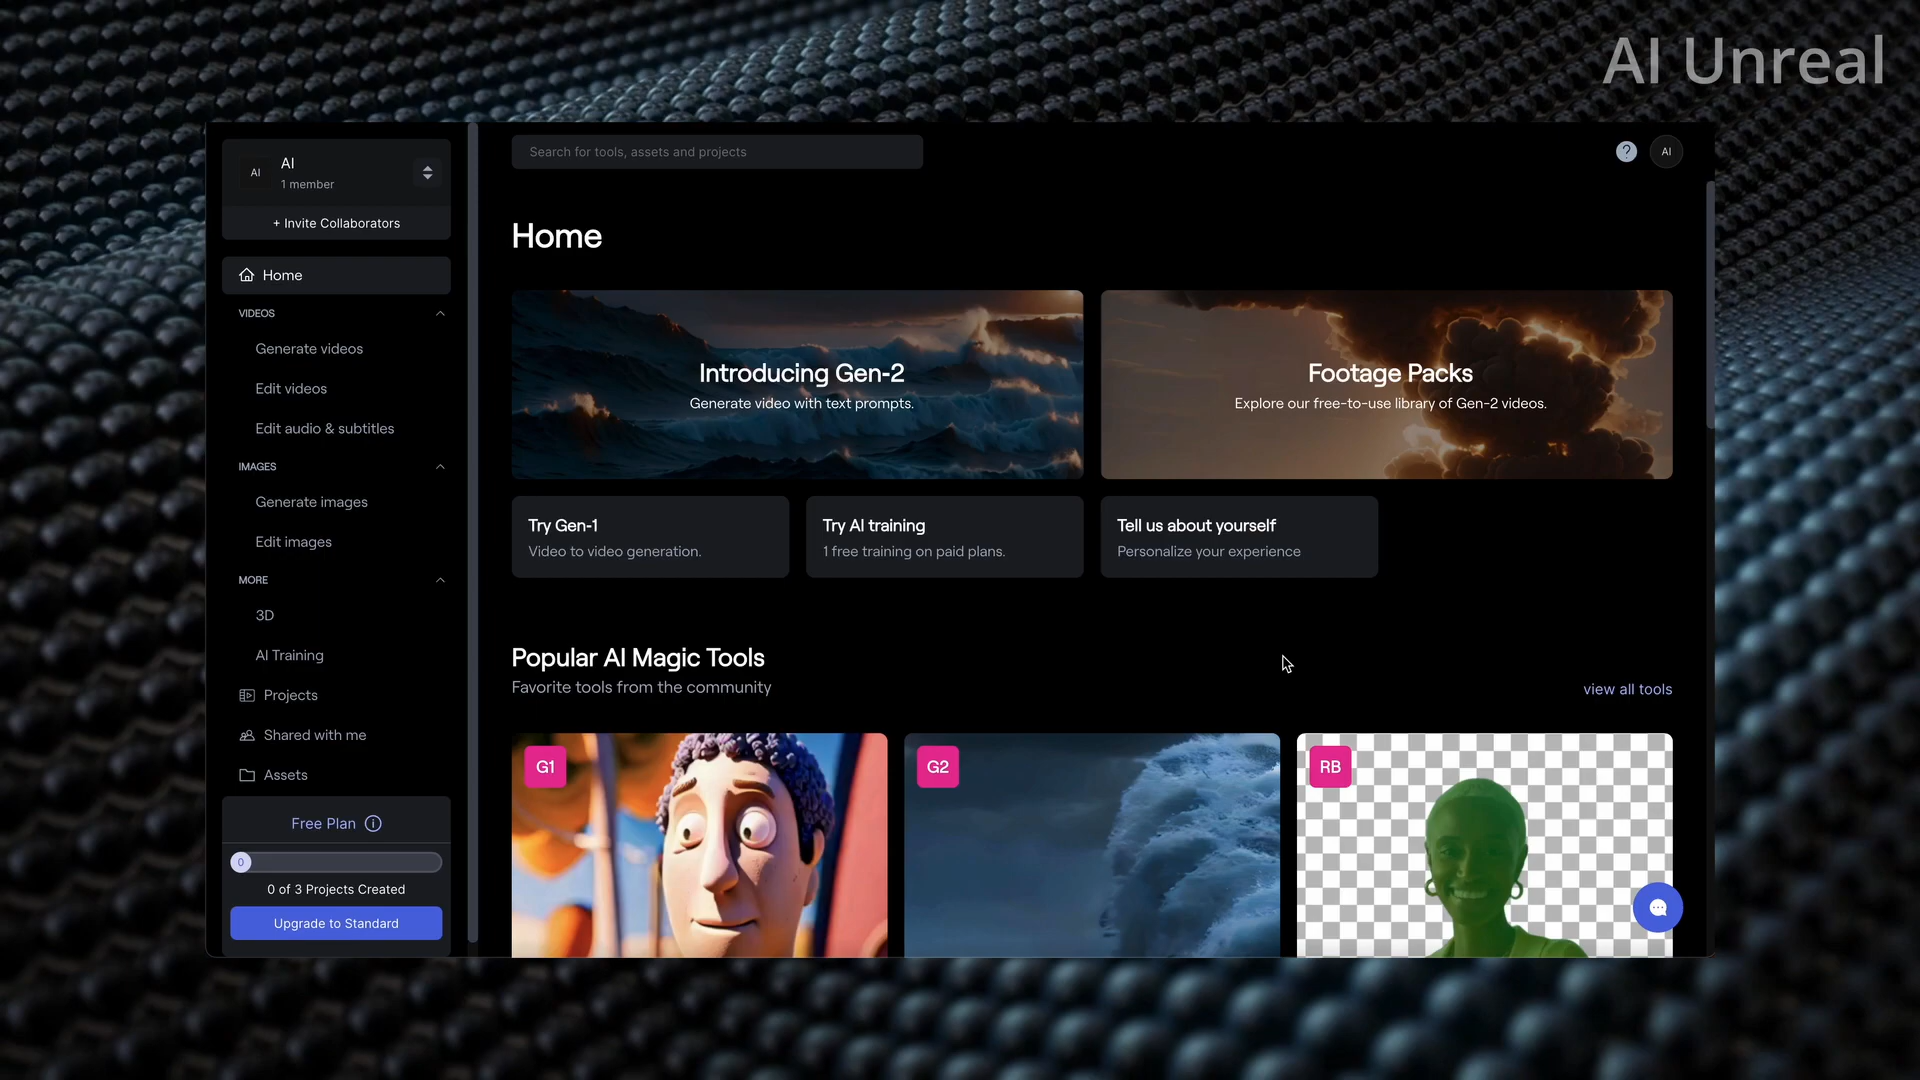 AI Unreal
AI
AI
1 member
+ Invite Collaborators
Home
VIDEOS
Generate videos
Edit videos
Edit audio & subtitles
IMAGES
Generate images
Edit images
MORE
3D
AI Training
Projects
Shared with me
Assets
Free Plan
0
0 of 3 Projects Created
Upgrade to Standard
Search for tools, assets and projects
?
AI
Home
Introducing Gen-2
Generate video with text prompts.
Footage Packs
Explore our free-to-use library of Gen-2 videos.
Try Gen-1
Video to video generation.
Try AI training
1 free training on paid plans.
Tell us about yourself
Personalize your experience
Popular AI Magic Tools
Favorite tools from the community
view all tools
G1
G2
RB